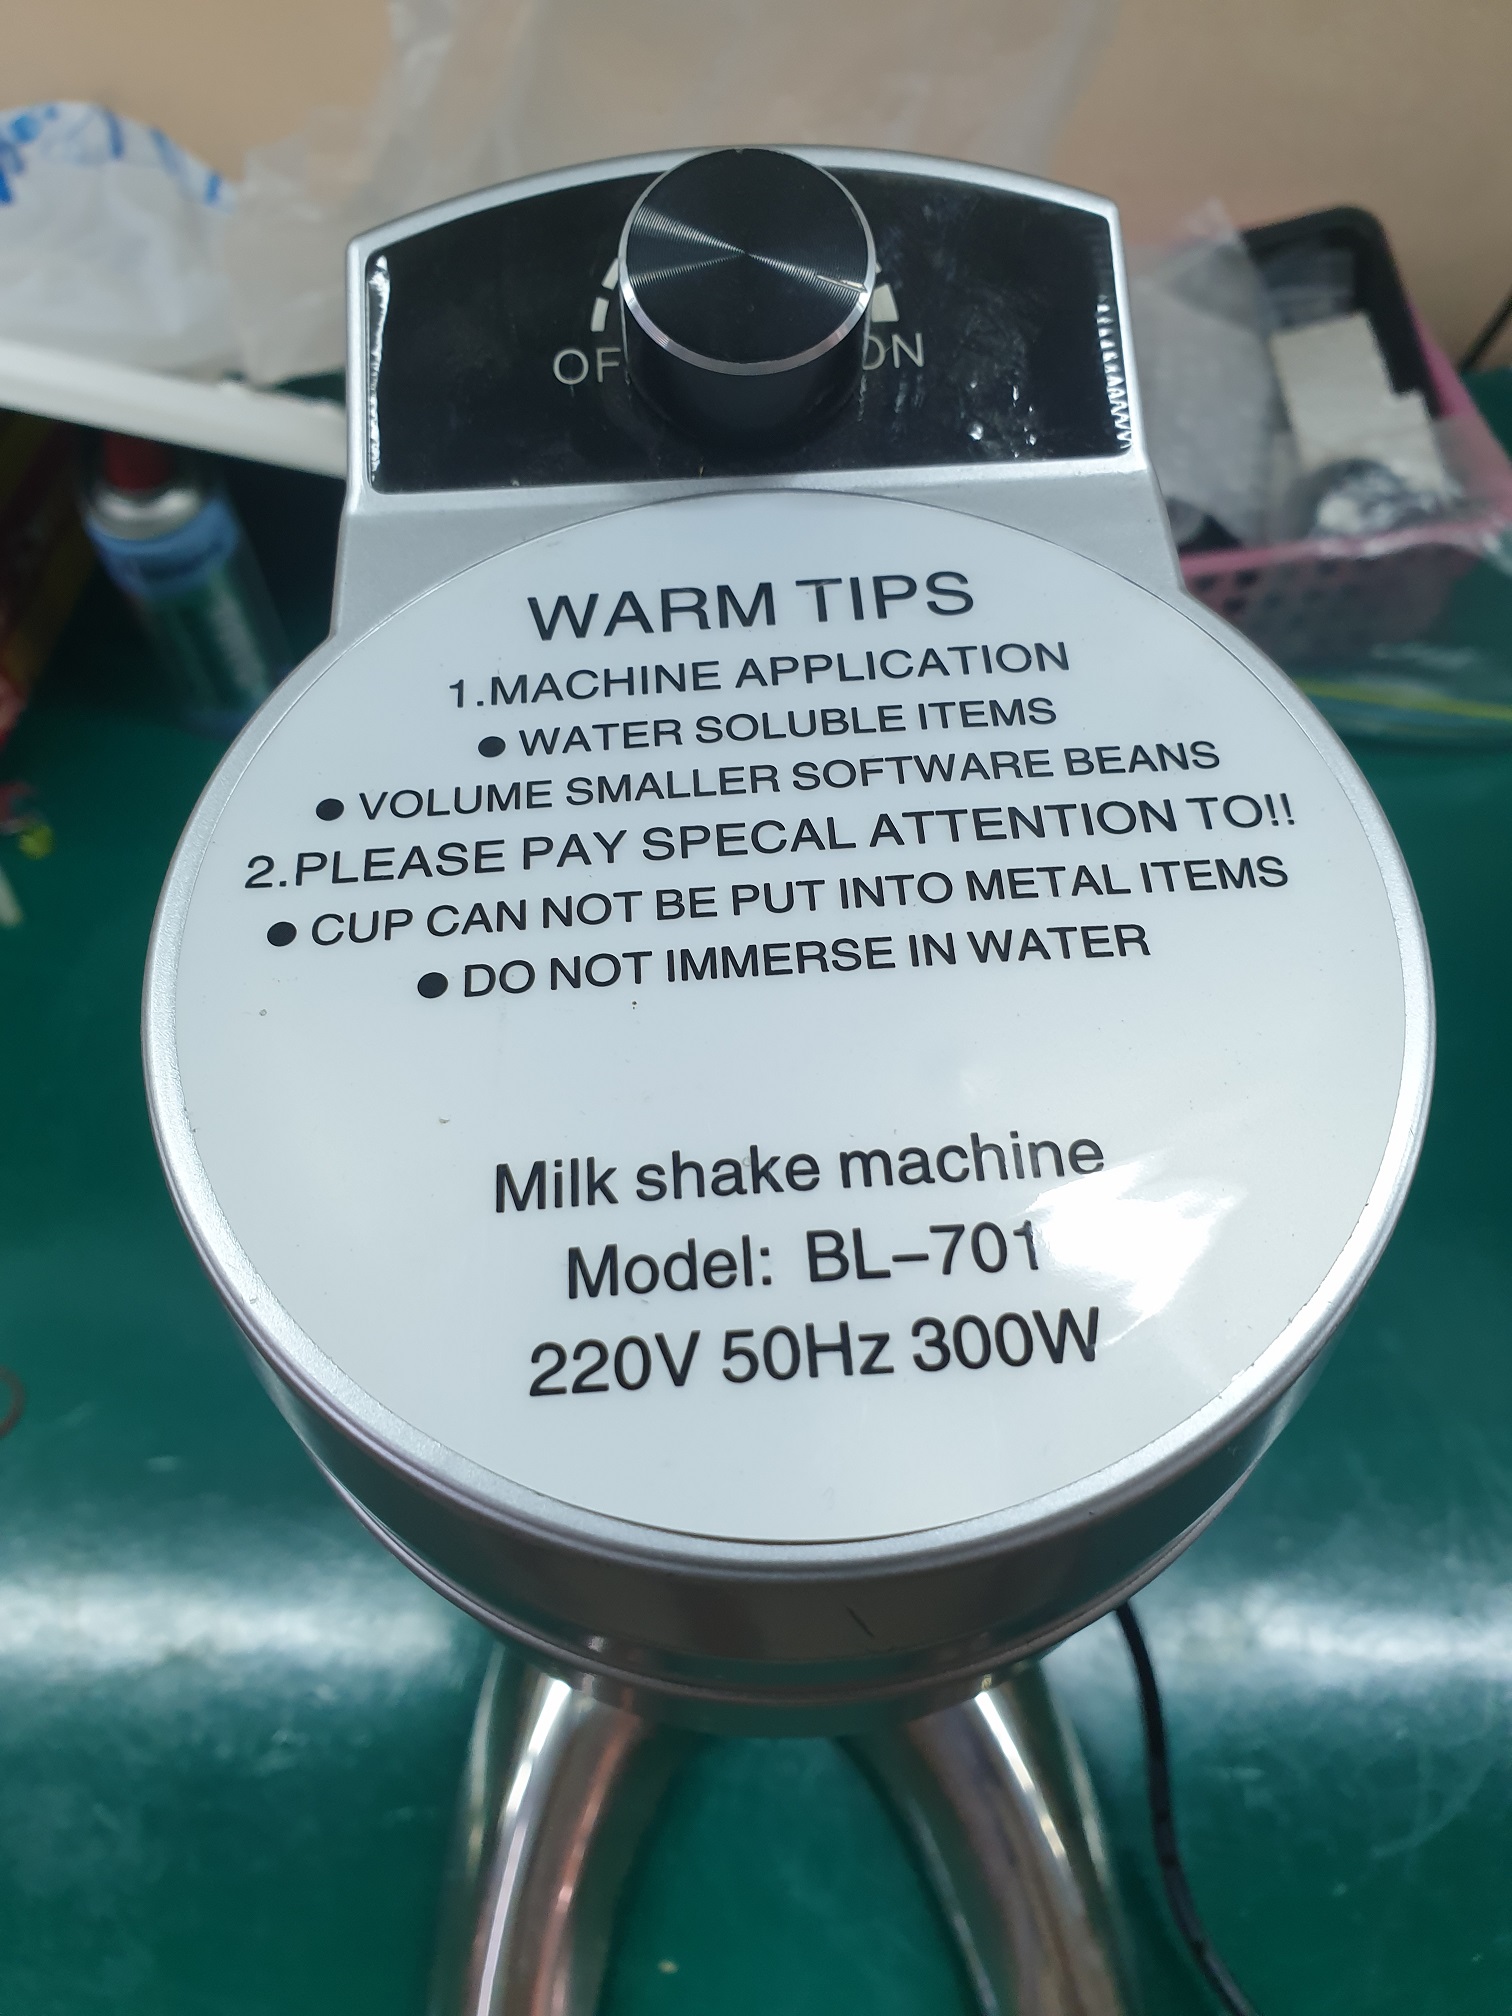 OF
ON
WARM TIPS
1.MACHINE APPLICATION
● WATER SOLUBLE ITEMS
● VOLUME SMALLER SOFTWARE BEANS
2.PLEASE PAY SPECAL ATTENTION TO!!
● CUP CAN NOT BE PUT INTO METAL ITEMS
● DO NOT IMMERSE IN WATER
Milk shake machine
Model: BL-701
220V 50Hz 300W